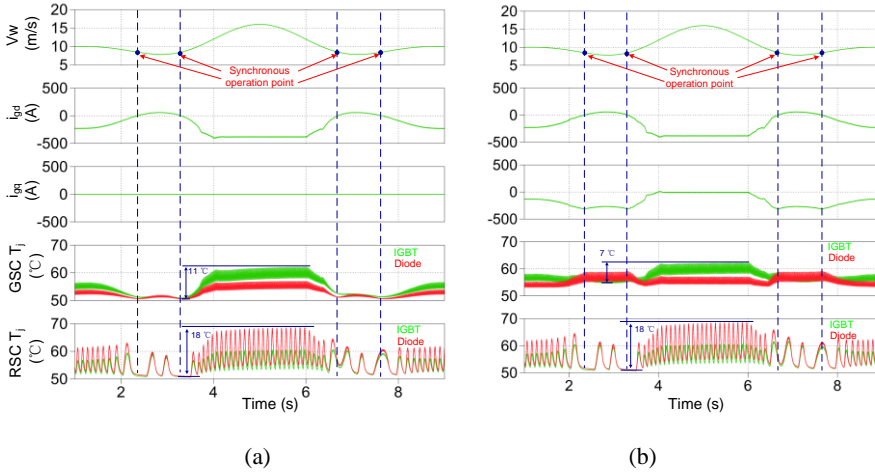 Vw
(m/s)
20
15
10
5
Synchronous
operation point
i_gd
(A)
500
0
-500
i_gq
(A)
500
0
-500
GSC T_j
(℃)
70
60
50
11 ℃
IGBT
Diode
RSC T_j
(℃)
70
60
50
18 ℃
IGBT
Diode
2 4 6 8
Time (s)
(a)
20
15
10
5
Synchronous
operation point
500
0
-500
500
0
-500
70
60
50
7 ℃
IGBT
Diode
70
60
50
18 ℃
IGBT
Diode
2 4 6 8
Time (s)
(b)